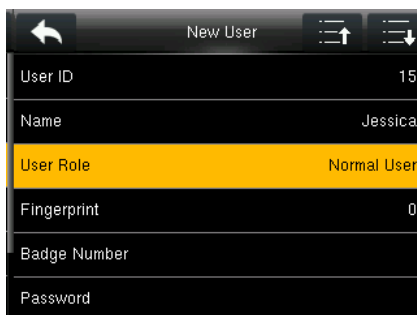 New User
User ID 15
Name Jessica
User Role Normal User
Fingerprint 0
Badge Number
Password